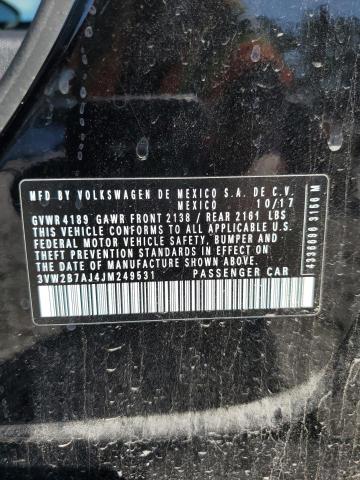 MFD BY VOLKSWAGEN DE MEXICO S.A. DE C.V.
MEXICO 10/17
GVWR 4189 GAWR FRONT 2138 / REAR 2161 LBS
THIS VEHICLE CONFORMS TO ALL APPLICABLE
FEDERAL MOTOR VEHICLE SAFETY, BUMPER AND
THEFT PREVENTION STANDARDS IN EFFECT ON
THE DATE OF MANUFACTURE SHOWN ABOVE.
3VW2B7AJ4JM249531 PASSENGER CAR
4336096 3160 M